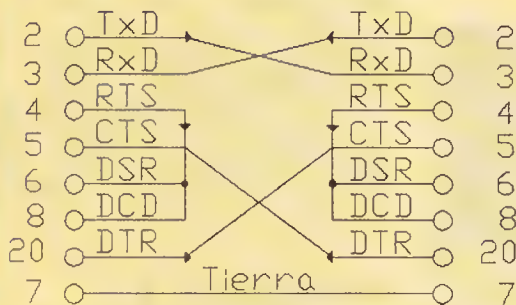 2 TxD TxD 2
3 RxD RxD 3
4 RTS RTS 4
5 CTS CTS 5
6 DSR DSR 6
8 DCD DCD 8
20 DTR DTR 20
7 Tierra 7